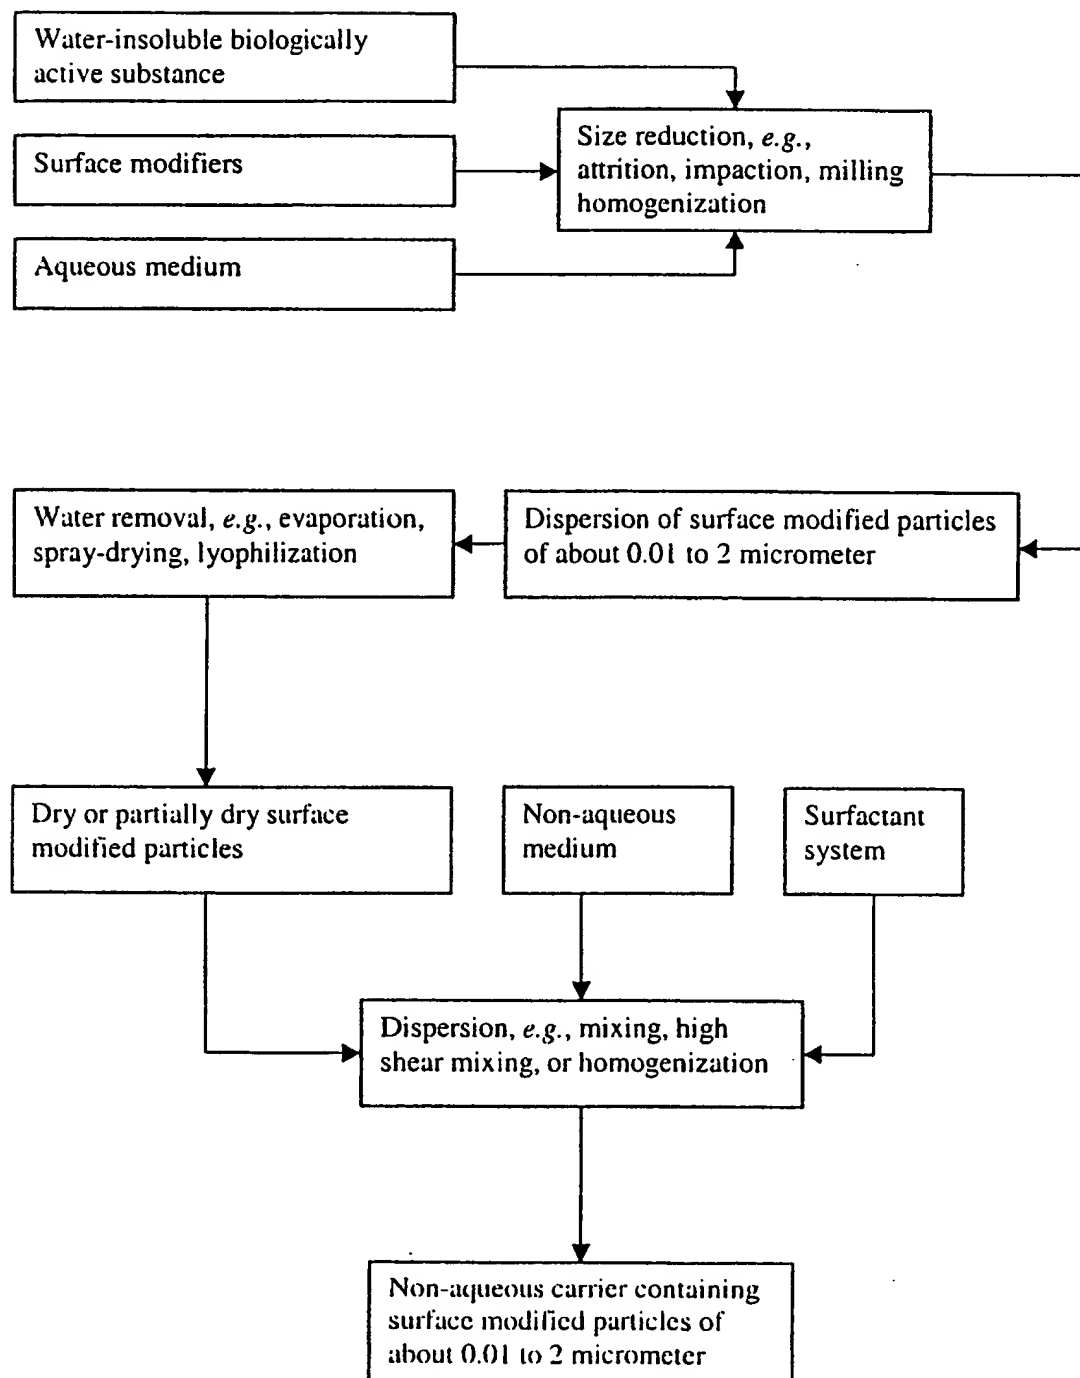 Water-insoluble biologically
active substance
Surface modifiers
Aqueous medium
Size reduction, e.g.,
attrition, impaction, milling
homogenization
Dispersion of surface modified particles
of about 0.01 to 2 micrometer
Water removal, e.g., evaporation,
spray-drying, lyophilization
Dry or partially dry surface
modified particles
Non-aqueous
medium
Surfactant
system
Dispersion, e.g., mixing, high
shear mixing, or homogenization
Non-aqueous carrier containing
surface modified particles of
about 0.01 to 2 micrometer